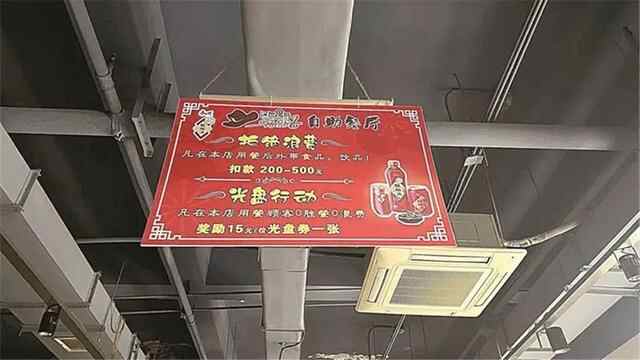 自助餐厅
拒绝浪费
凡在本店用餐后外带食品、饮品!
扣款 200-500元
光盘行动
凡在本店用餐顾客0剩餐0浪费
奖励15元/位光盘券一张